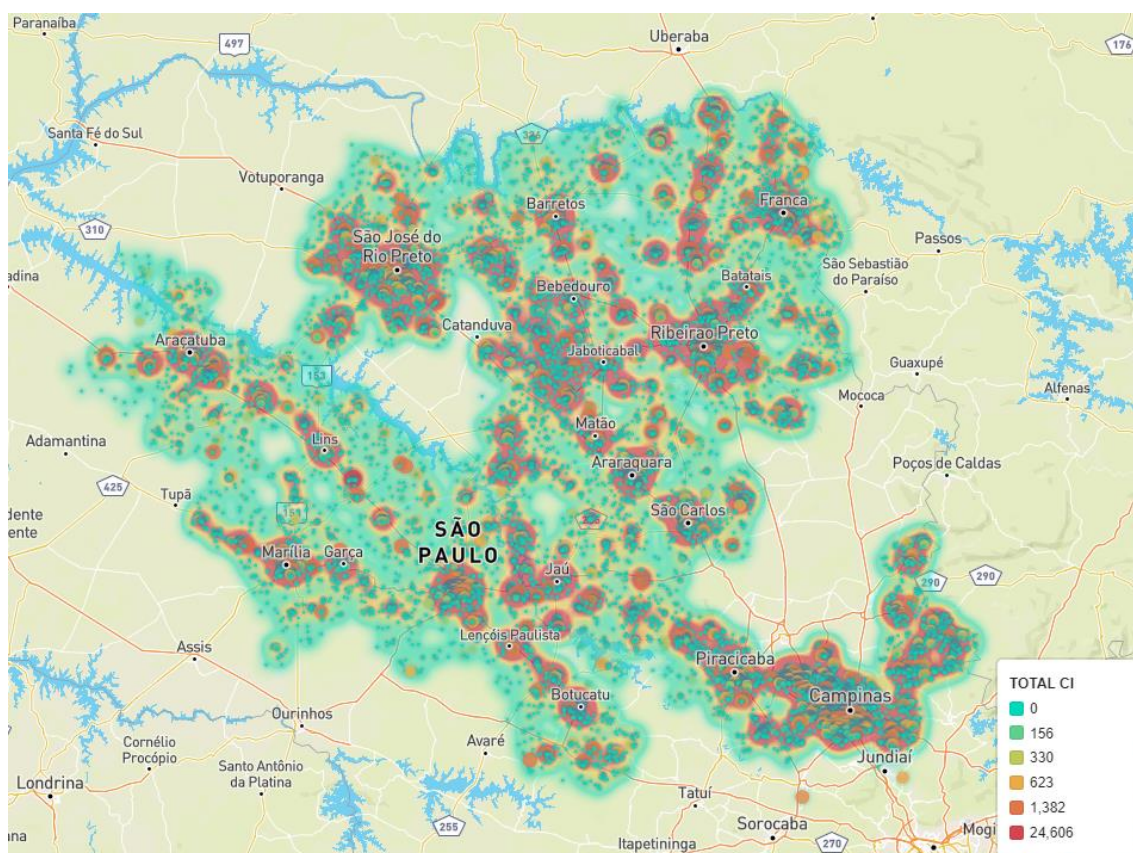 Paranaíba
497
Uberaba
176
Santa Fé do Sul
326
Votuporanga
Barretos
Franca
310
São José do
Rio Preto
Passos
adina
Batatais
São Sebastião
do Paraíso
Bebedouro
Catanduva
Ribeirao Preto
Araçatuba
Jaboticabal
Guaxupé
153
Alfenas
Mococa
Adamantina
Lins
Matão
Araraquara
Poços de Caldas
425
Tupã
153
São Carlos
dente
ente
SÃO
PAULO
Marília
Garça
Jaú
290
290
Lençóis Paulista
Assis
Piracicaba
TOTAL CI
0
156
330
623
1,382
24,606
Botucatu
Campinas
Ourinhos
Cornélio
Procópio
Avaré
Jundiaí
Londrina
Santo Antônio
da Platina
Tatuí
255
Sorocaba
Mogi
na
Itapetininga
270